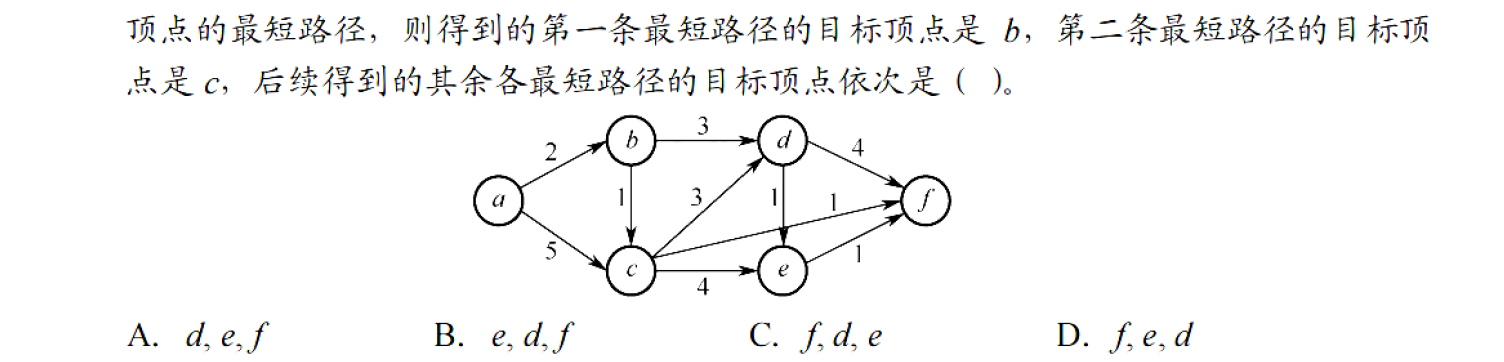 顶点的最短路径，则得到的第一条最短路径的目标顶点是 b，第二条最短路径的目标顶
点是 c，后续得到的其余各最短路径的目标顶点依次是（ ）。
b 3 d
2 4
a 1 3 1 1 f
5 1
c 4 e
A. d, e, f B. e, d, f C. f, d, e D. f, e, d